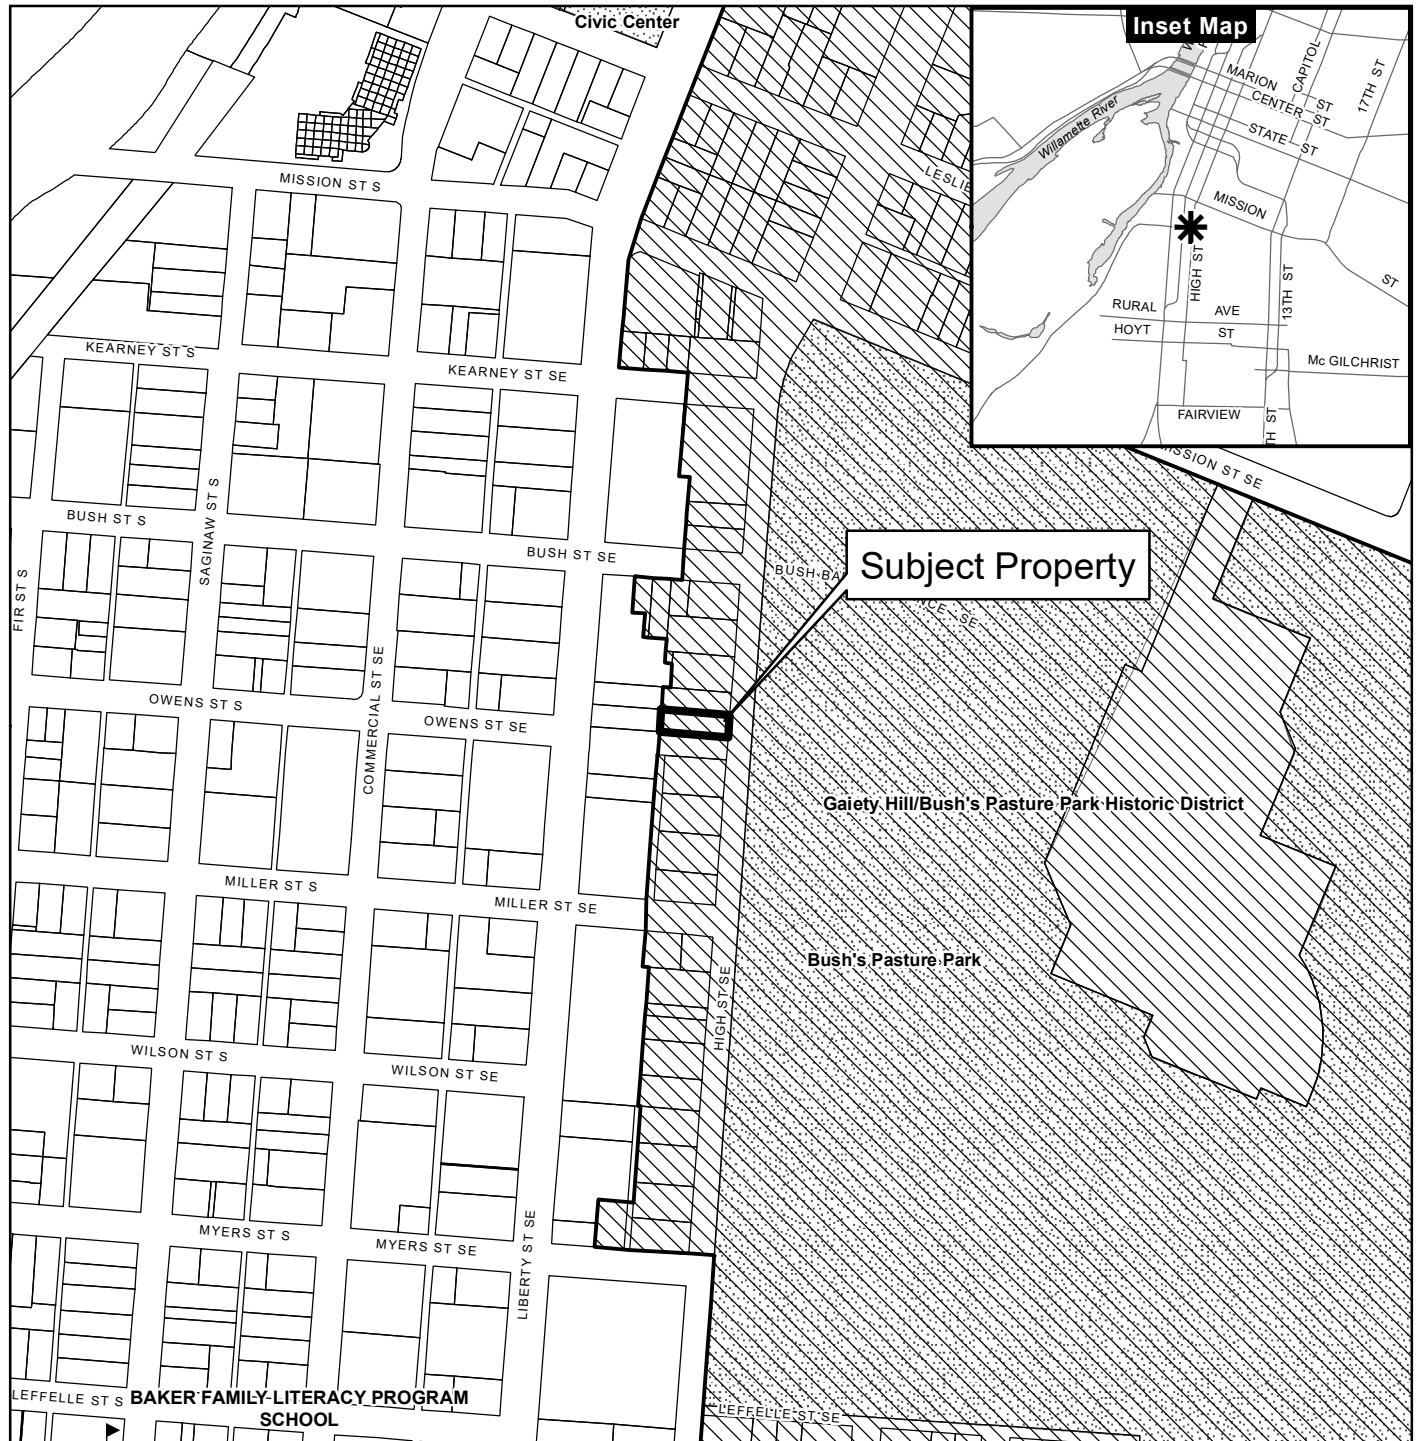 Civic Center
Inset Map
Willamette River
MARION
ST
CENTER ST
STATE ST
CAPITOL
17TH ST
MISSION
ST
HIGH ST
13TH ST
RURAL AVE
HOYT ST
Mc GILCHRIST
FAIRVIEW
TH ST
MISSION ST S
LESLIE
KEARNEY ST S
KEARNEY ST SE
MISSION ST SE
BUSH ST S
BUSH ST SE
SAGINAW ST S
FIR ST S
Subject Property
OWENS ST S
OWENS ST SE
COMMERCIAL ST SE
Gaiety Hill/Bush's Pasture Park Historic District
MILLER ST S
MILLER ST SE
Bush's Pasture Park
HIGH ST SE
WILSON ST S
WILSON ST SE
MYERS ST S
MYERS ST SE
LIBERTY ST SE
LEFFELLE ST S
BAKER FAMILY LITERACY PROGRAM
SCHOOL
LEFFELLE ST SE